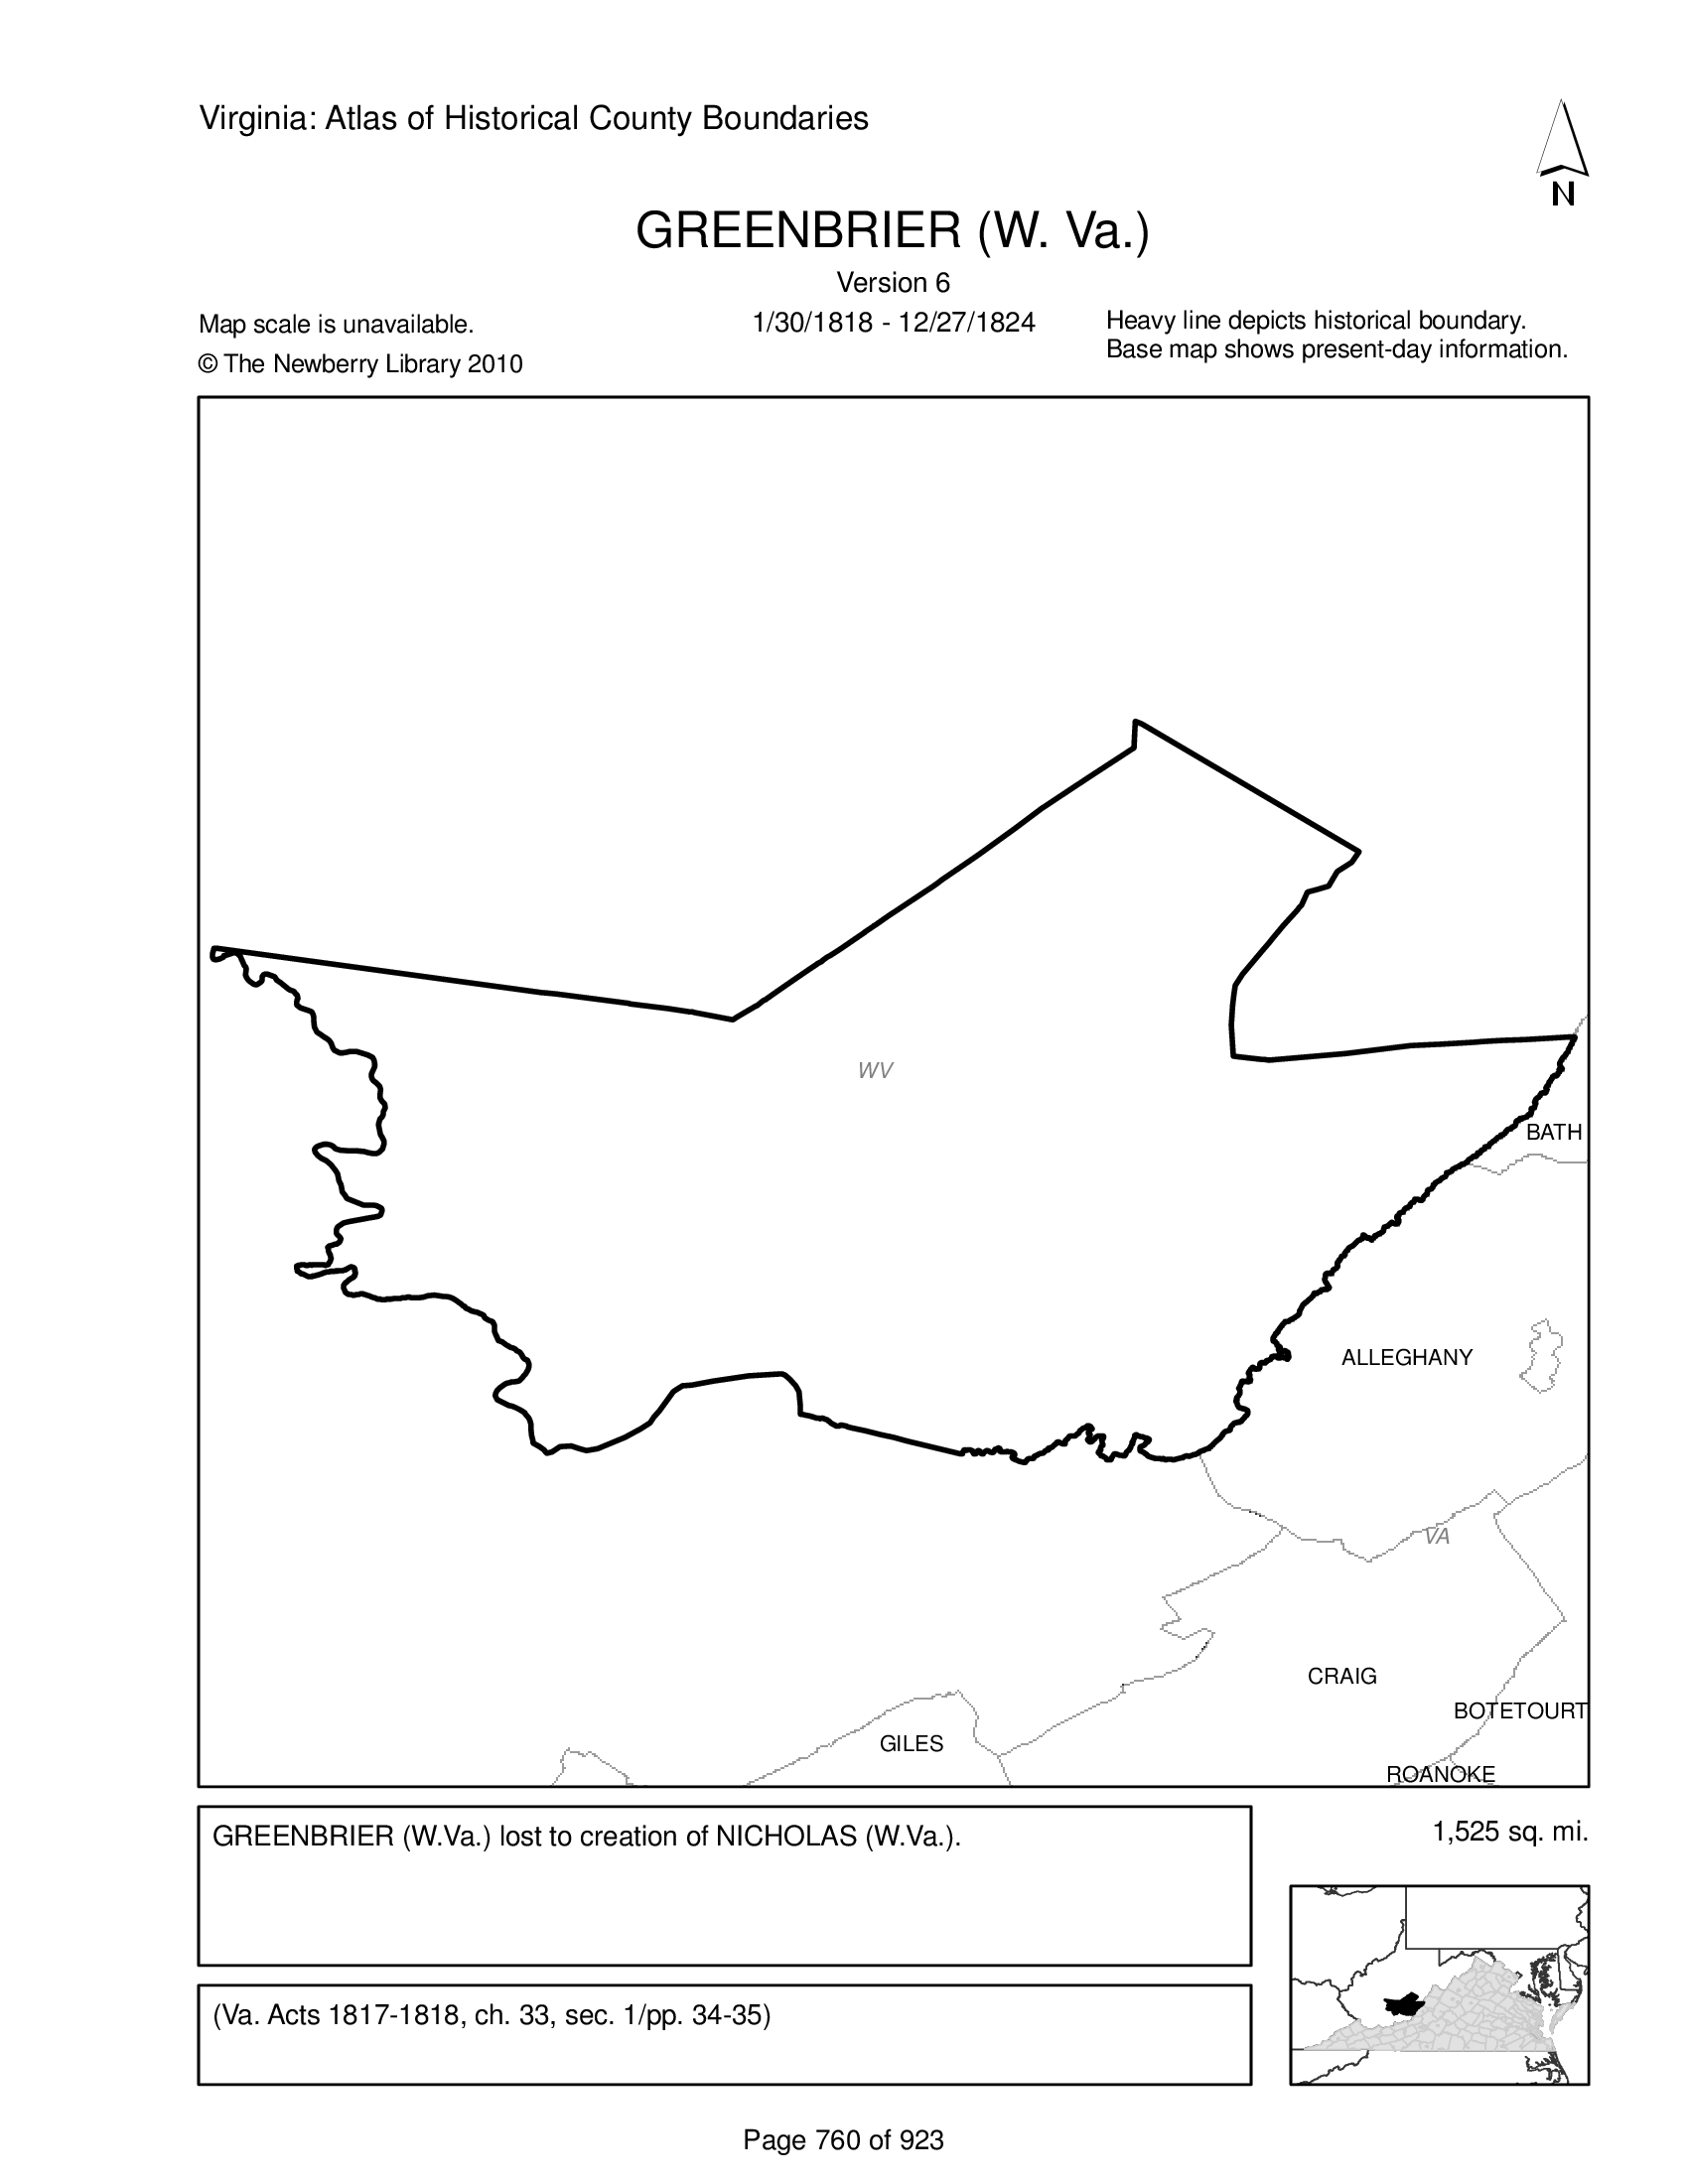 Virginia: Atlas of Historical County Boundaries
N
GREENBRIER (W. Va.)
Version 6
Map scale is unavailable.
1/30/1818 - 12/27/1824
Heavy line depicts historical boundary.
Base map shows present-day information.
© The Newberry Library 2010
WV
BATH
ALLEGHANY
VA
CRAIG
BOTETOURT
GILES
ROANOKE
GREENBRIER (W.Va.) lost to creation of NICHOLAS (W.Va.).
1,525 sq. mi.
(Va. Acts 1817-1818, ch. 33, sec. 1/pp. 34-35)
Page 760 of 923